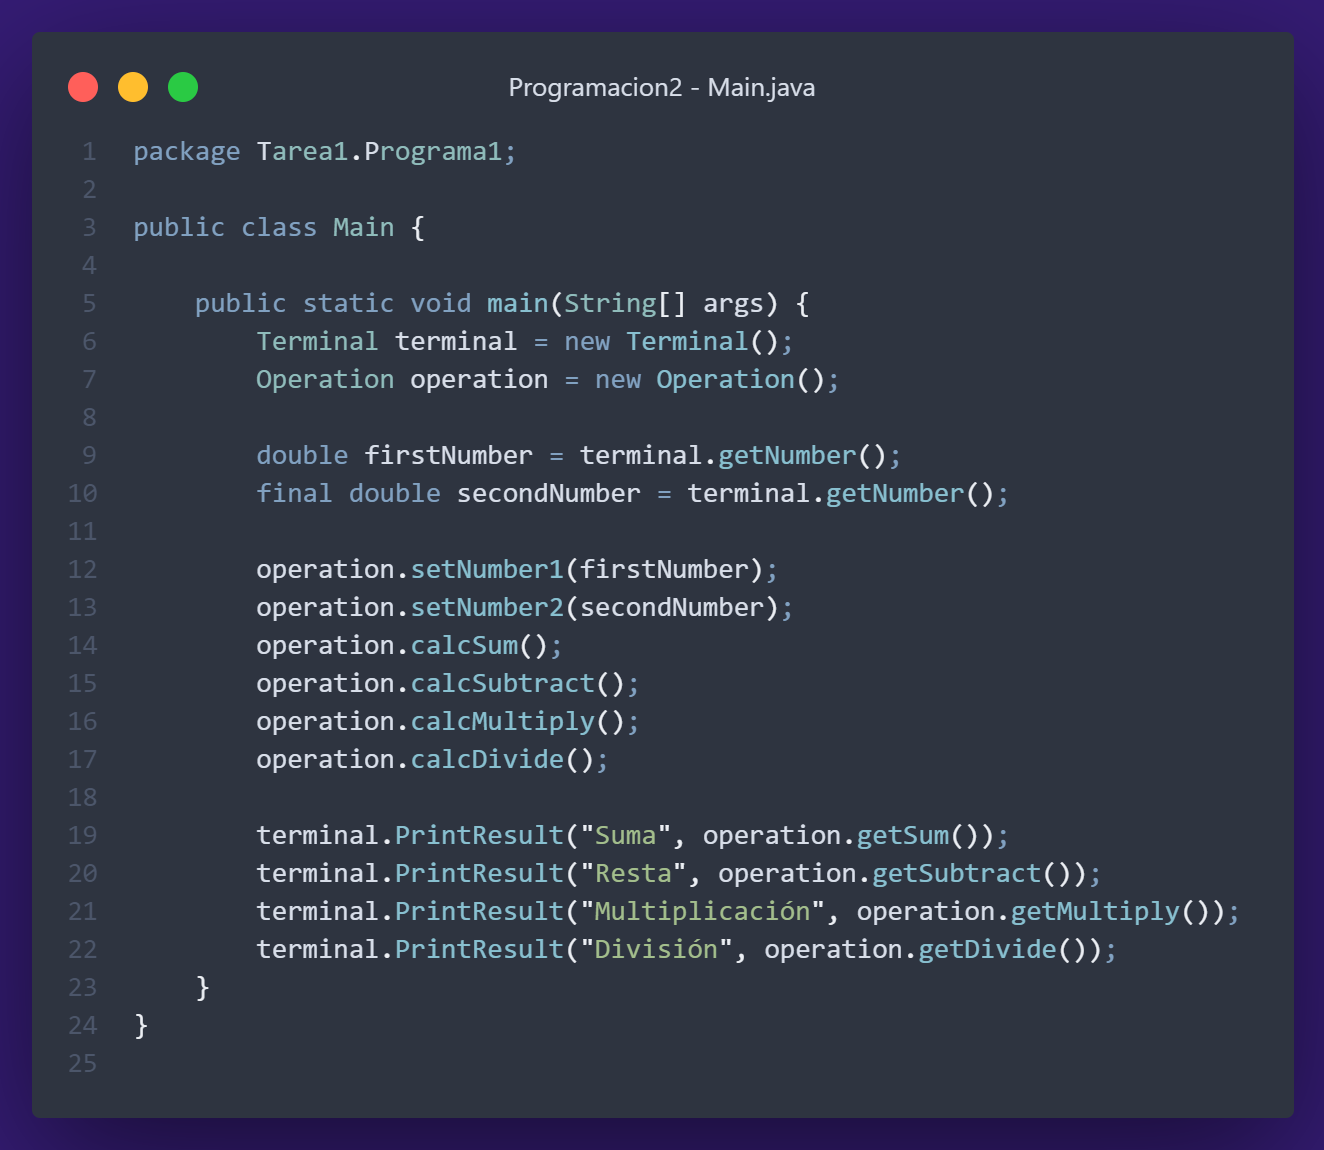 Programacion2 - Main.java
1 package Tarea1.Programa1;
2
3 public class Main {
4
5     public static void main(String[] args) {
6         Terminal terminal = new Terminal();
7         Operation operation = new Operation();
8
9         double firstNumber = terminal.getNumber();
10         final double secondNumber = terminal.getNumber();
11
12         operation.setNumber1(firstNumber);
13         operation.setNumber2(secondNumber);
14         operation.calcSum();
15         operation.calcSubtract();
16         operation.calcMultiply();
17         operation.calcDivide();
18
19         terminal.PrintResult("Suma", operation.getSum());
20         terminal.PrintResult("Resta", operation.getSubtract());
21         terminal.PrintResult("Multiplicación", operation.getMultiply());
22         terminal.PrintResult("División", operation.getDivide());
23     }
24 }
25